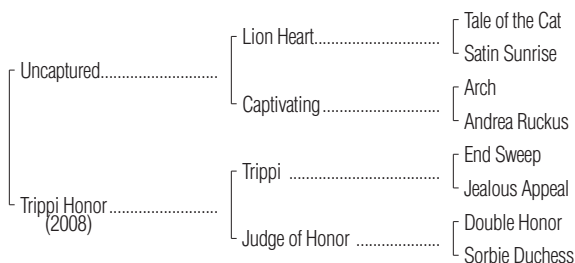 Tale of the Cat
Lion Heart..........................................
Satin Sunrise
Uncaptured.......................................
Arch
Captivating.......................................
Andrea Ruckus
End Sweep
Trippi ..........................................
Jealous Appeal
Trippi Honor....................................
(2008)
Double Honor
Judge of Honor ............................
Sorbie Duchess